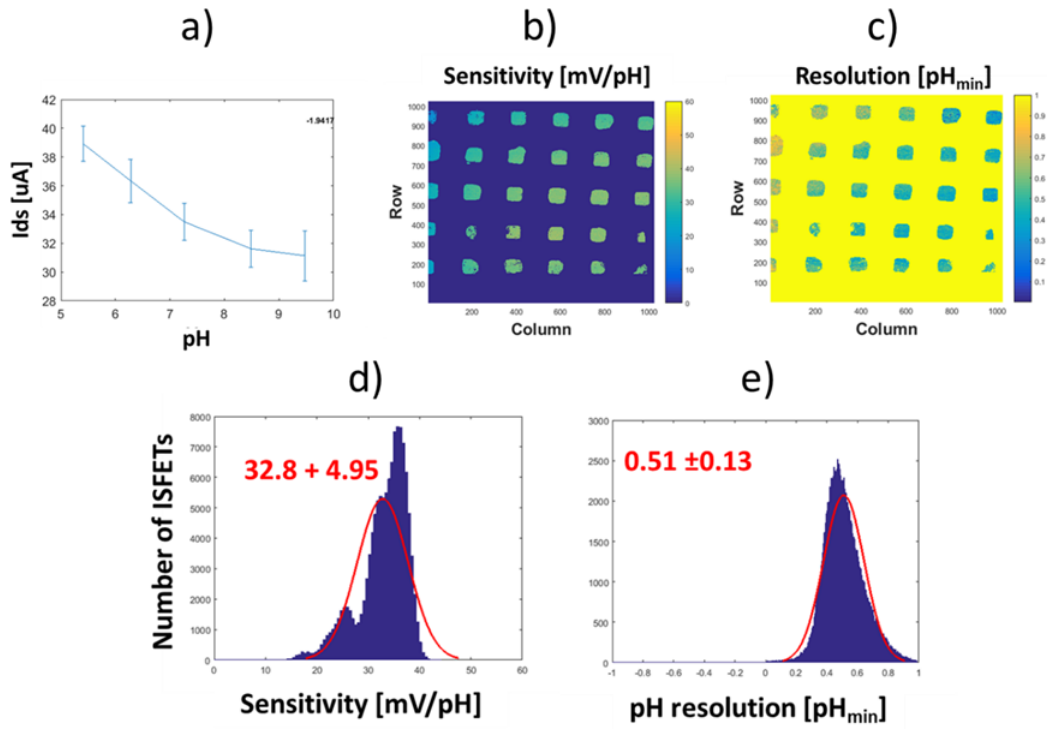 a)
b)
c)
Sensitivity [mV/pH]
Resolution [pHmin]
42
40
38
36
34
32
30
28
Ids [uA]
-1.9417
5 6 7 8 9 10
pH
1000
900
800
700
600
500
400
300
200
100
Row
200 400 600 800 1000
Column
60
50
40
30
20
10
0
1000
900
800
700
600
500
400
300
200
100
Row
200 400 600 800 1000
Column
1
0.9
0.8
0.7
0.6
0.5
0.4
0.3
0.2
0.1
d)
e)
Number of ISFETs
8000
7000
6000
5000
4000
3000
2000
1000
0
32.8 + 4.95
0 10 20 30 40 50 60
Sensitivity [mV/pH]
3000
2500
2000
1500
1000
500
0
0.51 ±0.13
-1 -0.8 -0.6 -0.4 -0.2 0 0.2 0.4 0.6 0.8 1
pH resolution [pHmin]